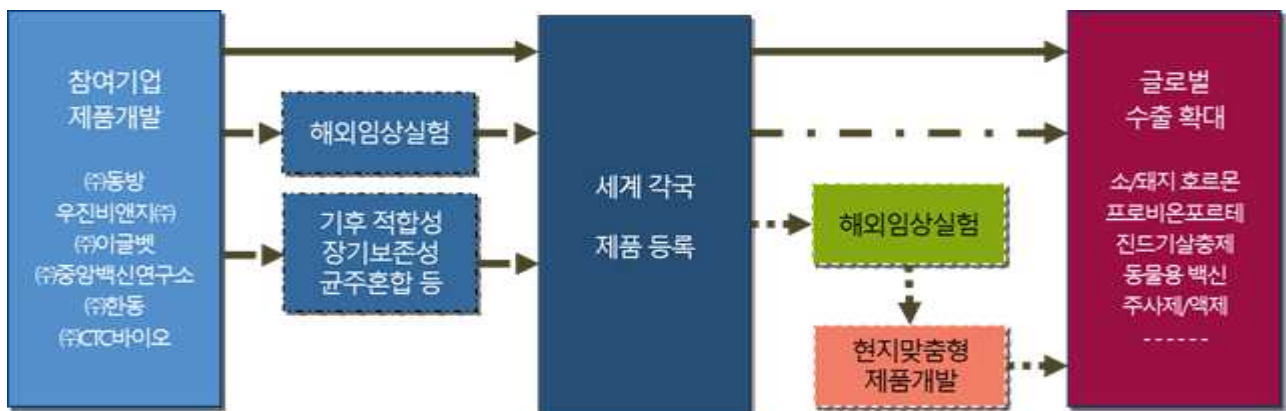 참여기업
제품개발
㈜동방
우진비앤지㈜
㈜이글벳
㈜중앙백신연구소
㈜한동
㈜CTC바이오
해외임상실험
기후 적합성
장기보존성
균주혼합 등
세계 각국
제품 등록
해외임상실험
현지맞춤형
제품개발
글로벌
수출 확대
소/돼지 호르몬
프로비온포르테
진드기살충제
동물용 백신
주사제/액제
------